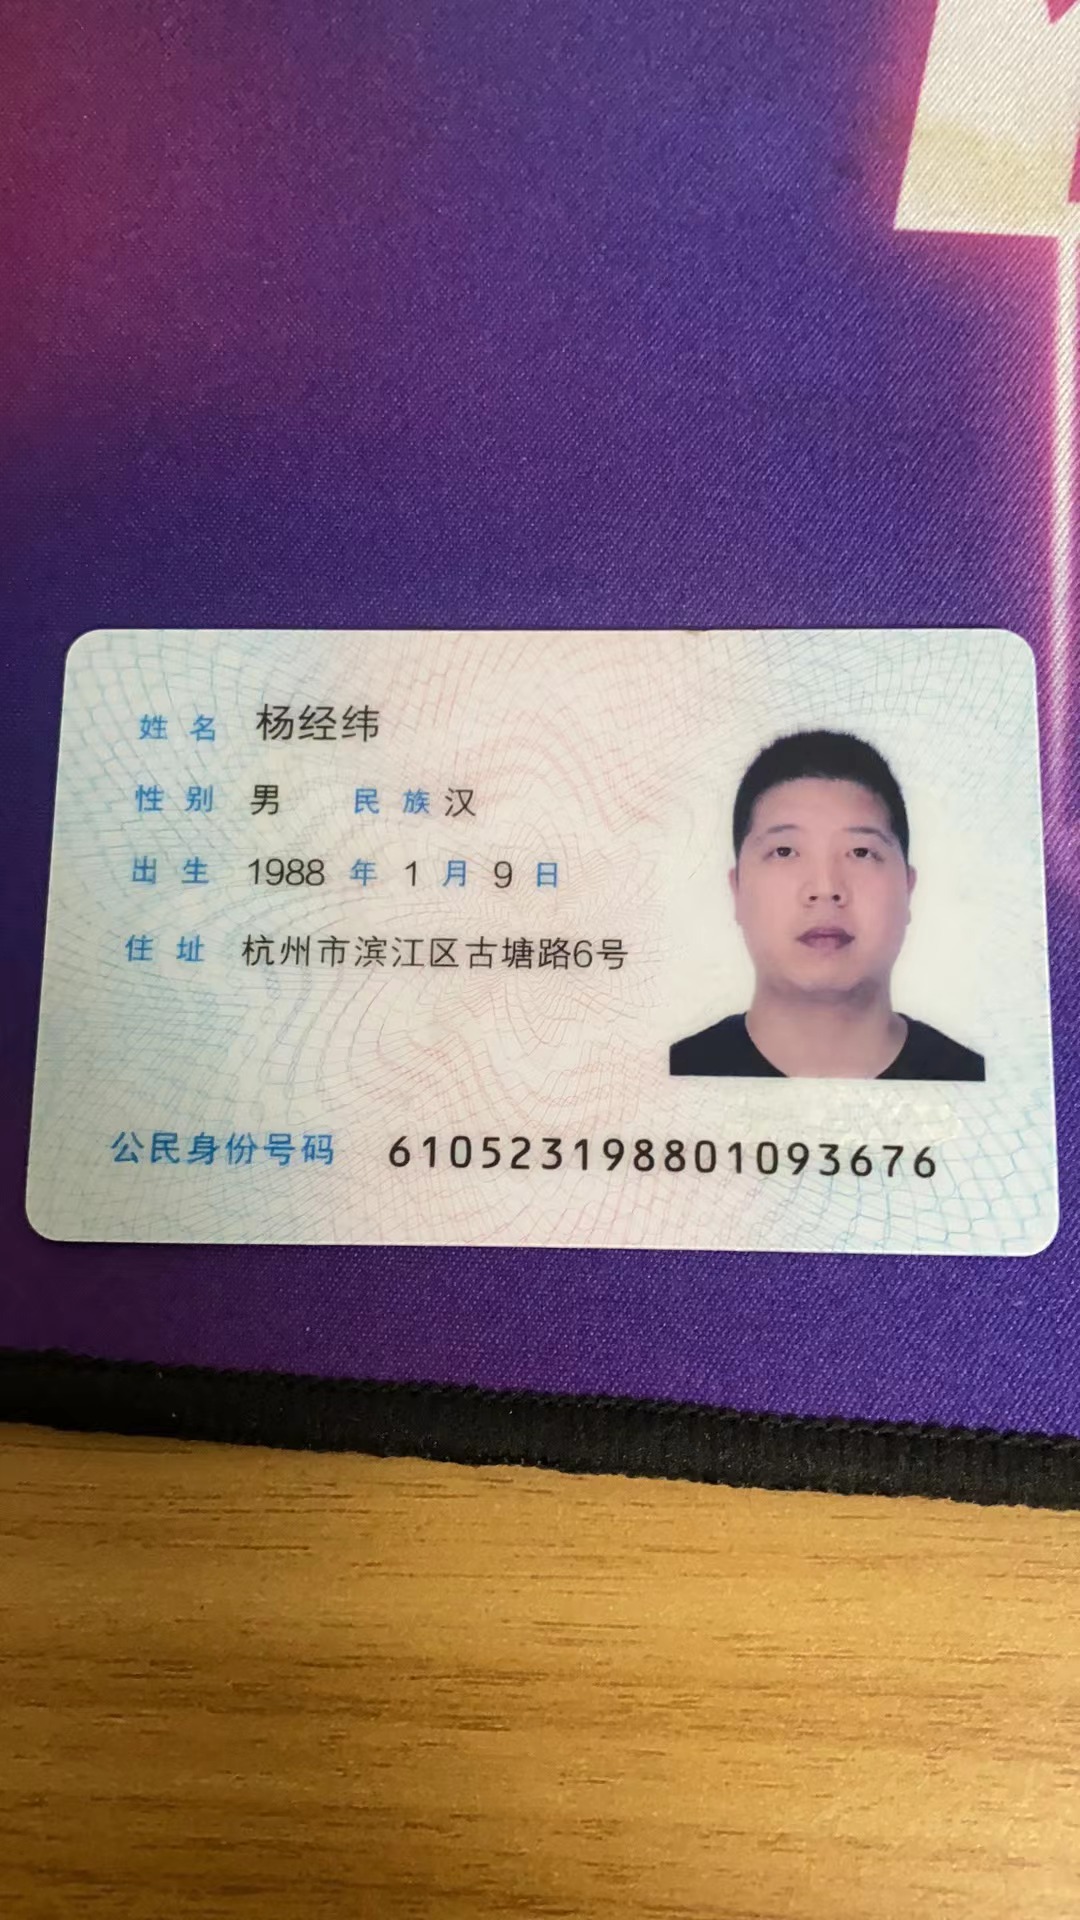 姓名 杨经纬
性别 男 民族 汉
出生 1988 年 1 月 9 日
住址 杭州市滨江区古塘路6号
公民身份号码 610523198801093676